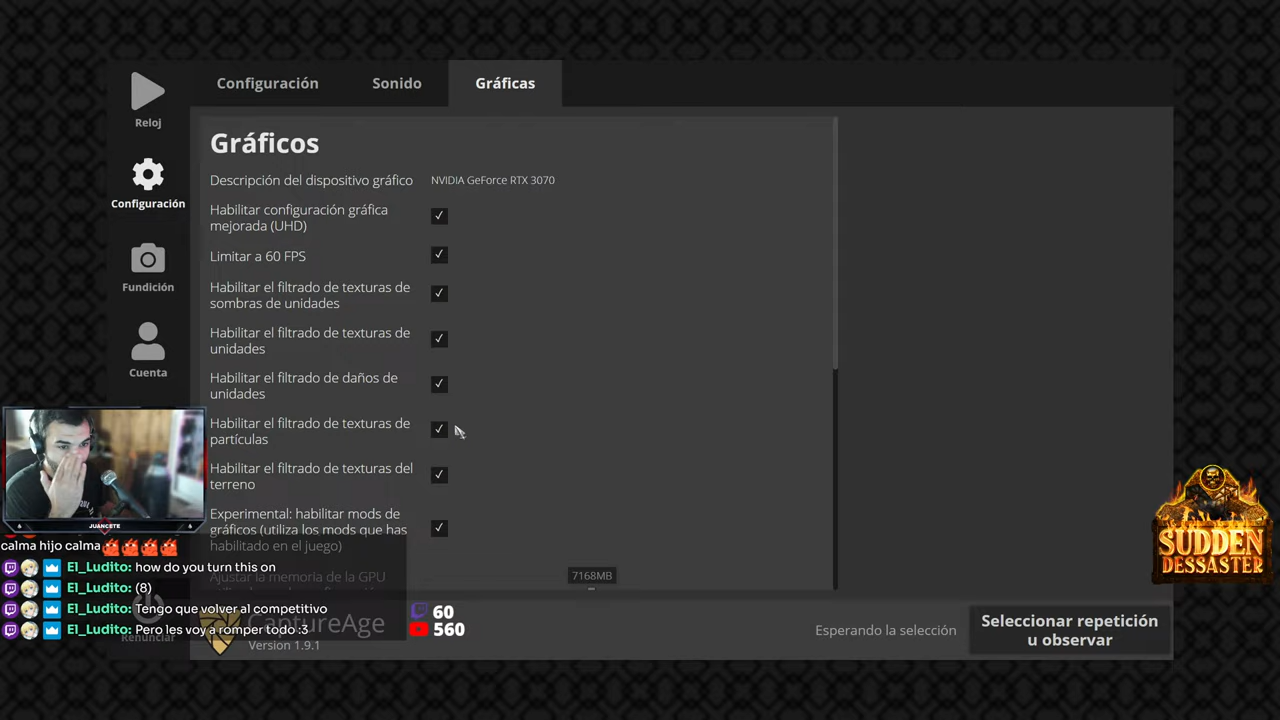 Configuración
Sonido
Gráficas
Reloj
Configuración
Fundición
Cuenta
Renunciar
Gráficos
Descripción del dispositivo gráfico
NVIDIA GeForce RTX 3070
Habilitar configuración gráfica
mejorada (UHD)
Limitar a 60 FPS
Habilitar el filtrado de texturas de
sombras de unidades
Habilitar el filtrado de texturas de
unidades
Habilitar el filtrado de daños de
unidades
Habilitar el filtrado de texturas de
partículas
Habilitar el filtrado de texturas del
terreno
Experimental: habilitar mods de
gráficos (utiliza los mods que has
habilitado en el juego)
Ajustar la memoria de la GPU
7168MB
JUANCETE
calma hijo calma
El_Ludito: how do you turn this on
El_Ludito: (8)
El_Ludito: Tengo que volver al competitivo
El_Ludito: Pero les voy a romper todo :3
CaptureAge
Version 1.9.1
60
560
Esperando la selección
Seleccionar repetición
u observar
SUDDEN
DESSASTER